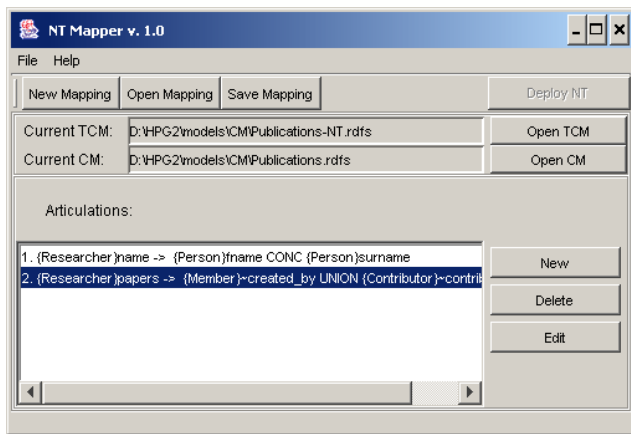 NT Mapper v. 1.0
File Help
New Mapping Open Mapping Save Mapping Deploy NT
Current TCM: D:\HPG2\models\CM\Publications-NT.rdfs Open TCM
Current CM: D:\HPG2\models\CM\Publications.rdfs Open CM
Articulations:
1. {Researcher}name -> {Person}fname CONC {Person}surname
2. {Researcher}papers -> {Member}~created_by UNION {Contributor}~contrib
New
Delete
Edit